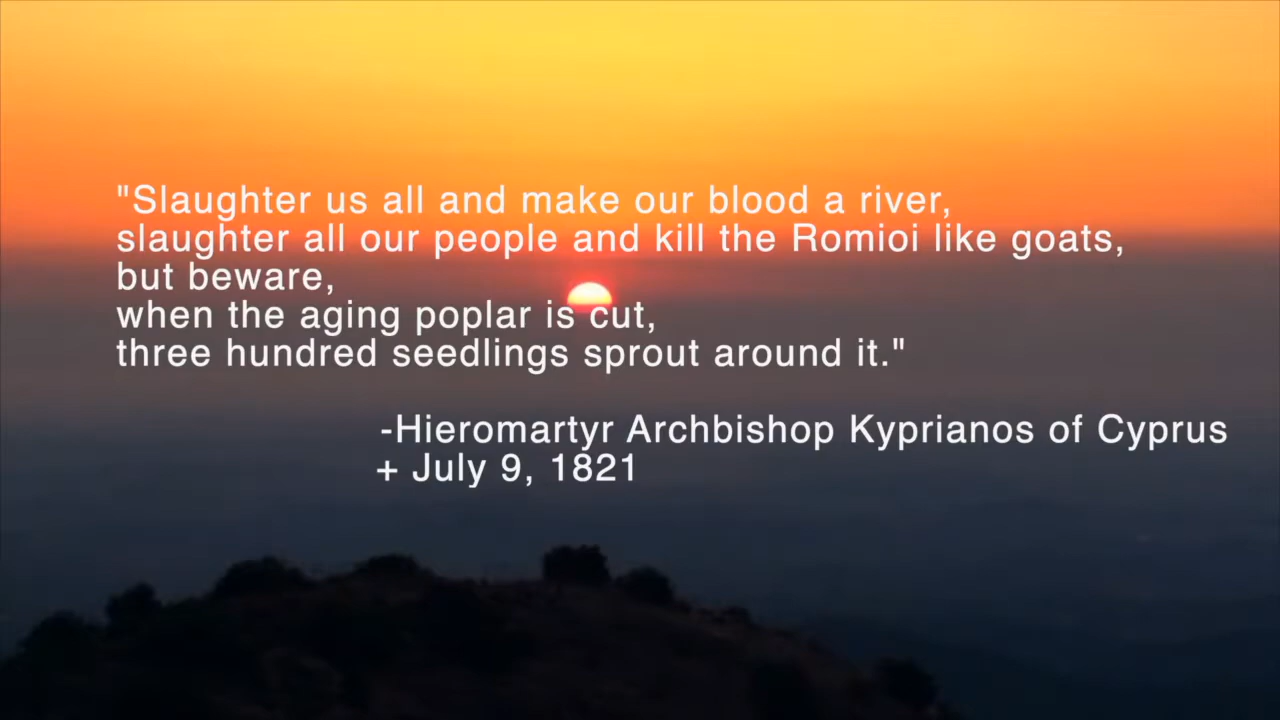 "Slaughter us all and make our blood a river,
slaughter all our people and kill the Romioi like goats,
but beware,
when the aging poplar is cut,
three hundred seedlings sprout around it."
-Hieromartyr Archbishop Kyprianos of Cyprus
+ July 9, 1821